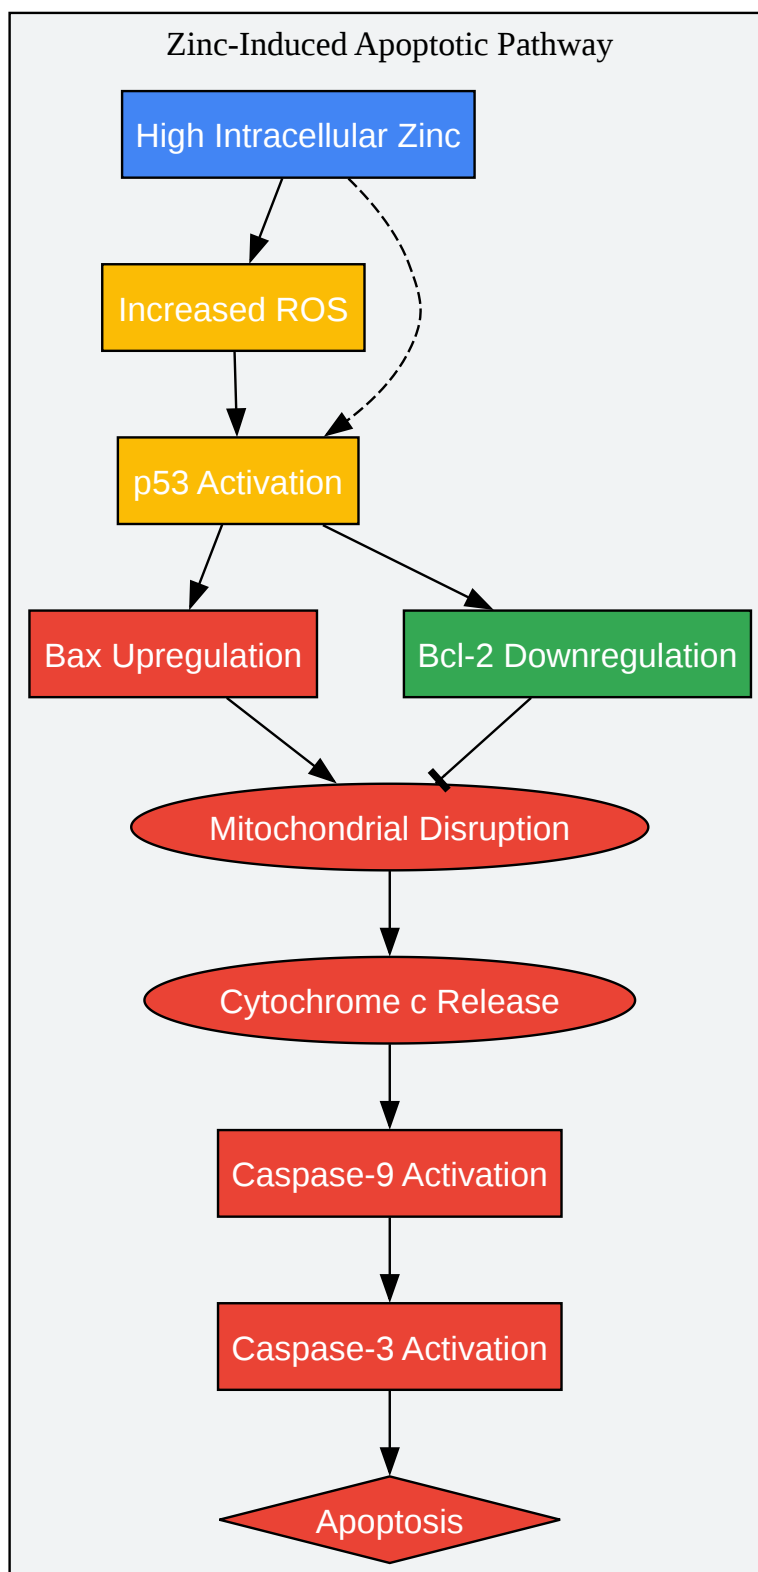 Zinc-Induced Apoptotic Pathway
High Intracellular Zinc
Increased ROS
p53 Activation
Bax Upregulation
Bcl-2 Downregulation
Mitochondrial Disruption
Cytochrome c Release
Caspase-9 Activation
Caspase-3 Activation
Apoptosis